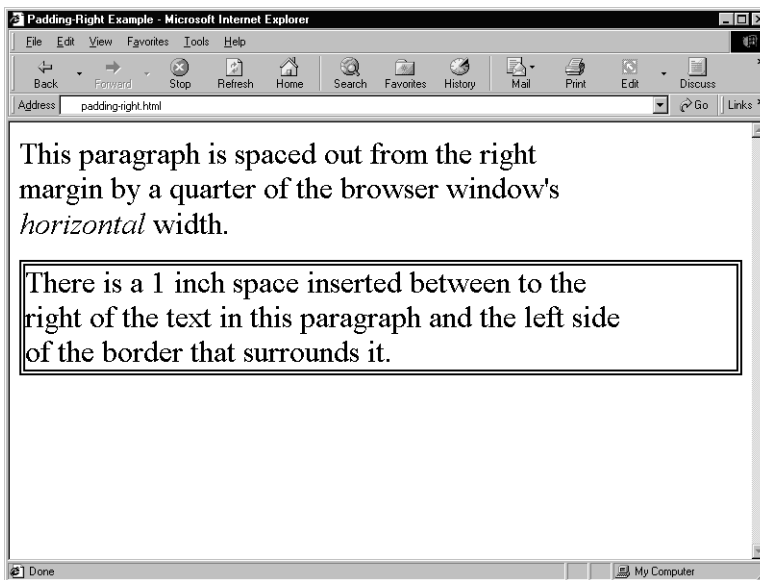 Padding-Right Example - Microsoft Internet Explorer
File Edit View Favorites Tools Help
Back Forward Stop Refresh Home Search Favorites History Mail Print Edit Discuss
Address padding-right.html Go Links
This paragraph is spaced out from the right
margin by a quarter of the browser window's
horizontal width.
There is a 1 inch space inserted between to the
right of the text in this paragraph and the left side
of the border that surrounds it.
Done My Computer